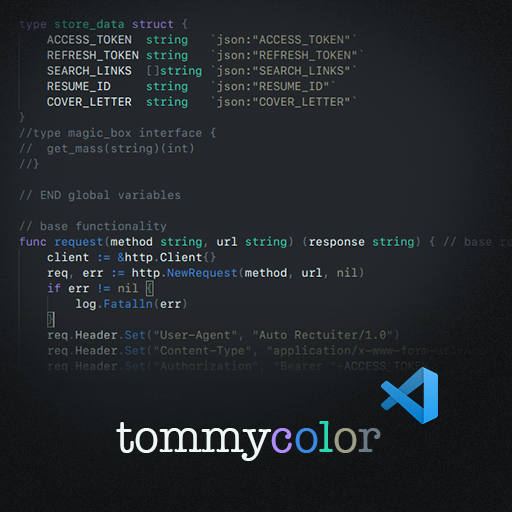 type store_data struct {
ACCESS_TOKEN string `json:"ACCESS_TOKEN"`
REFRESH_TOKEN string `json:"REFRESH_TOKEN"`
SEARCH_LINKS []string `json:"SEARCH_LINKS"`
RESUME_ID string `json:"RESUME_ID"`
COVER_LETTER string `json:"COVER_LETTER"`
}
//type magic_box interface {
// get_mass(string)(int)
//}
// END global variables
// base functionality
func request(method string, url string) (response string) { // base
client := &http.Client{}
req, err := http.NewRequest(method, url, nil)
if err != nil {
log.Fatalln(err)
}
req.Header.Set("User-Agent", "Auto Rectuiter/1.0")
req.Header.Set("Content-Type", "application/x-www-form-
req.Header.Set("Authorization", "Bearer "+ACCESS_TOKEN
tommycolor